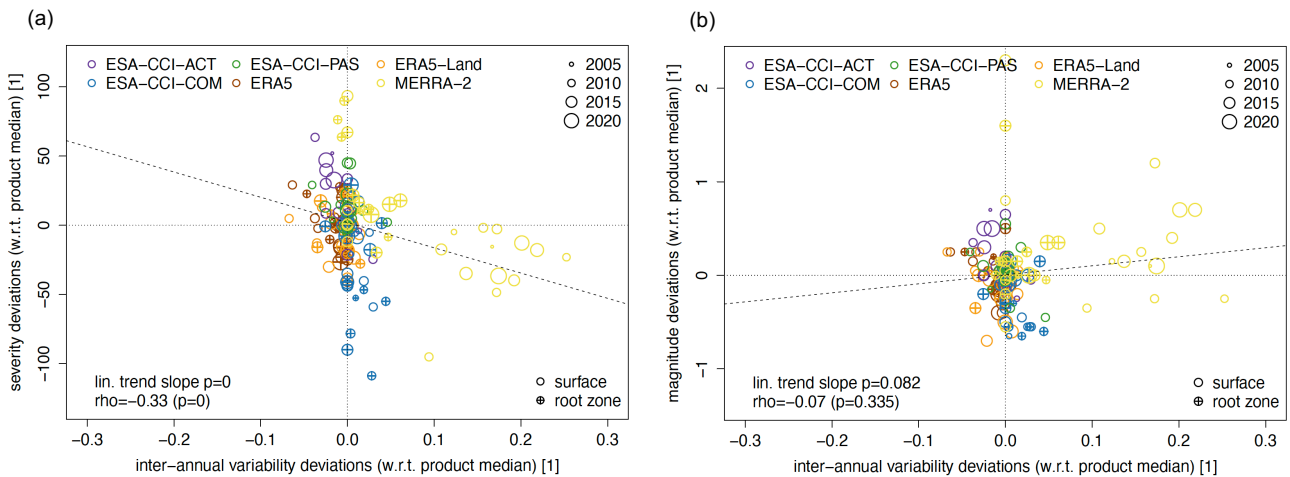 (a)
ESA−CCI−ACT ESA−CCI−PAS ERA5−Land
ESA−CCI−COM ERA5 MERRA−2
2005
2010
2015
2020
100
50
0
−50
−100
severity deviations (w.r.t. product median) [1]
lin. trend slope p=0
rho=−0.33 (p=0)
surface
root zone
−0.3 −0.2 −0.1 0.0 0.1 0.2 0.3
inter−annual variability deviations (w.r.t. product median) [1]
(b)
ESA−CCI−ACT ESA−CCI−PAS ERA5−Land
ESA−CCI−COM ERA5 MERRA−2
2005
2010
2015
2020
2
1
0
−1
magnitude deviations (w.r.t. product median) [1]
lin. trend slope p=0.082
rho=−0.07 (p=0.335)
surface
root zone
−0.3 −0.2 −0.1 0.0 0.1 0.2 0.3
inter−annual variability deviations (w.r.t. product median) [1]